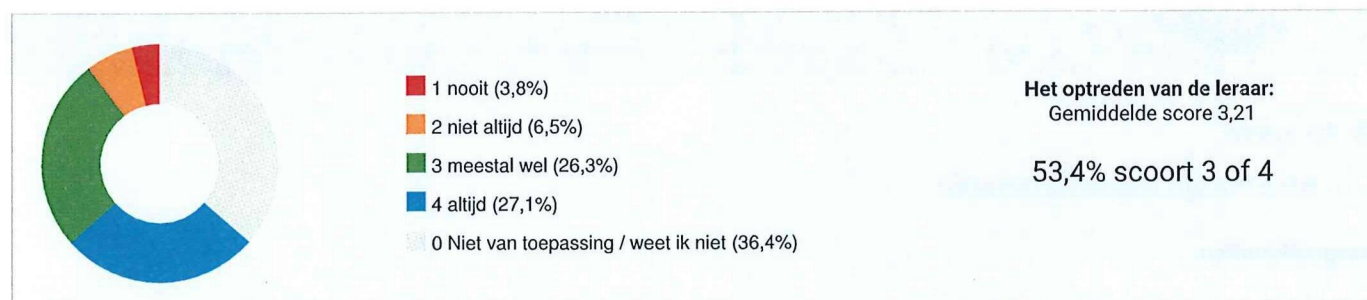 1 nooit (3,8%)
2 niet altijd (6,5%)
3 meestal wel (26,3%)
4 altijd (27,1%)
0 Niet van toepassing / weet ik niet (36,4%)
Het optreden van de leraar:
Gemiddelde score 3,21
53,4% scoort 3 of 4